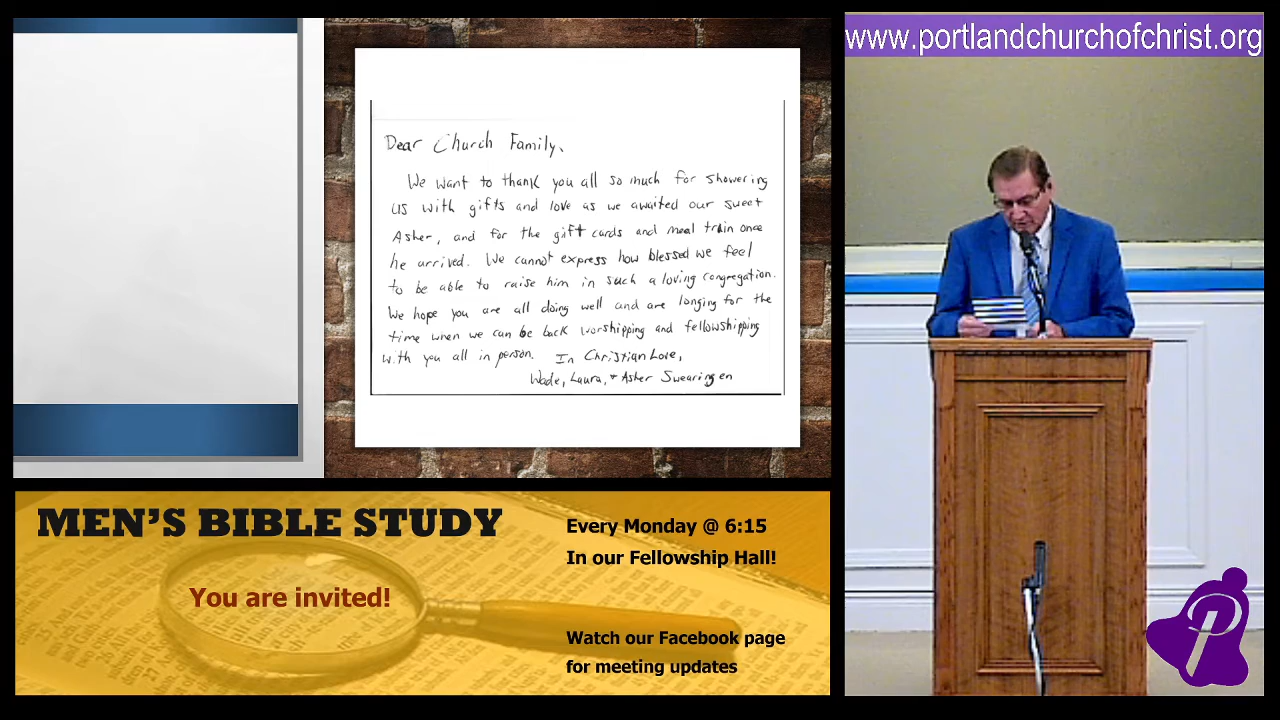 Dear Church Family,
We want to thank you all so much for showering
us with gifts and love as we awaited our sweet
Asher, and for the gift cards and meal train once
he arrived. We cannot express how blessed we feel
to be able to raise him in such a loving congregation.
We hope you are all doing well and are longing for the
time when we can be back worshipping and fellowshipping
with you all in person. In Christian Love,
Wade, Laura, + Asher Swearingen
www.portlandchurchofchrist.org
MEN'S BIBLE STUDY
You are invited!
Every Monday @ 6:15
In our Fellowship Hall!
Watch our Facebook page
for meeting updates